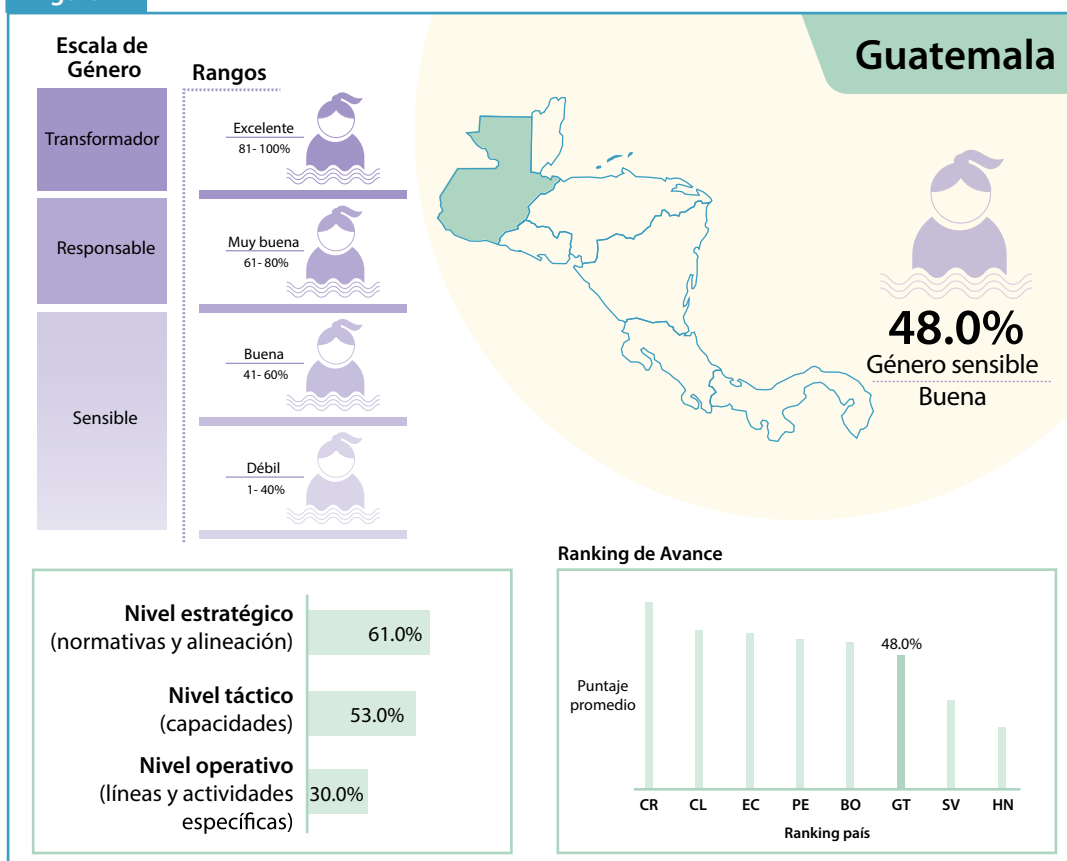 Escala de
Género
Rangos
Transformador
Excelente
81- 100%
Responsable
Muy buena
61- 80%
Sensible
Buena
41- 60%
Débil
1- 40%
Guatemala
48.0%
Género sensible
Buena
Nivel estratégico
(normativas y alineación)
61.0%
Nivel táctico
(capacidades)
53.0%
Nivel operativo
(líneas y actividades
específicas)
30.0%
Ranking de Avance
Puntaje
promedio
48.0%
CR CL EC PE BO GT SV HN
Ranking país